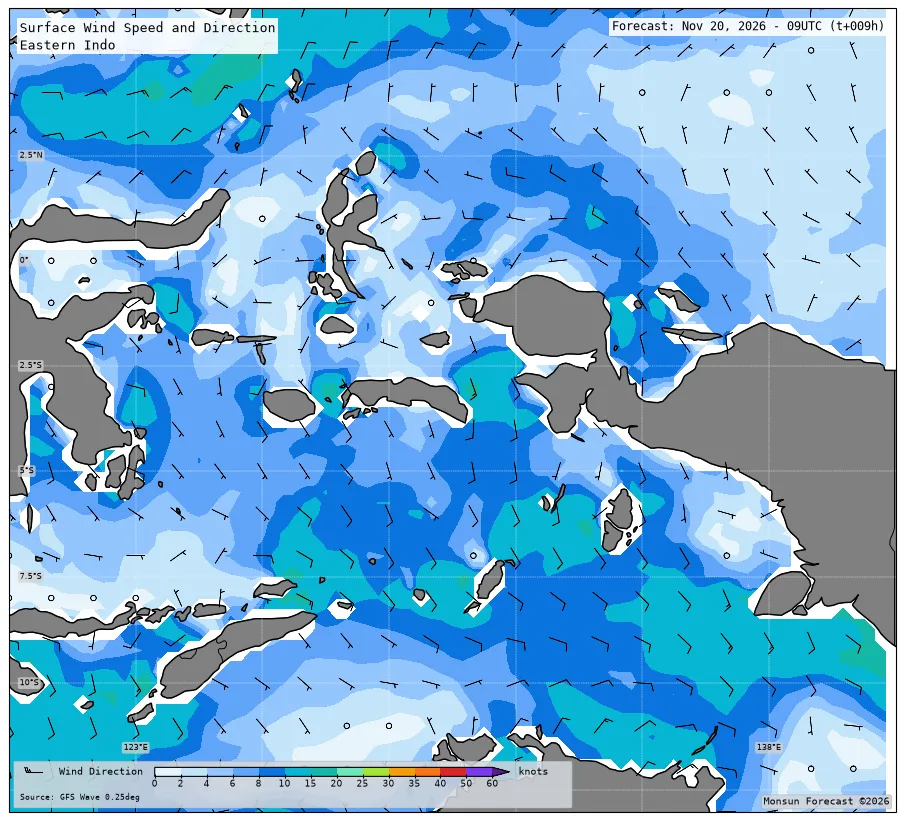 Surface Wind Speed and Direction
Eastern Indo
Forecast: Nov 20, 2026 - 09UTC (t+009h)
2.5°N
0°
2.5°S
5°S
7.5°S
10°S
123°E
138°E
Wind Direction
knots
0 2 4 6 8 10 15 20 25 30 35 40 50 60
Source: GFS Wave 0.25deg
Monsun Forecast ©2026